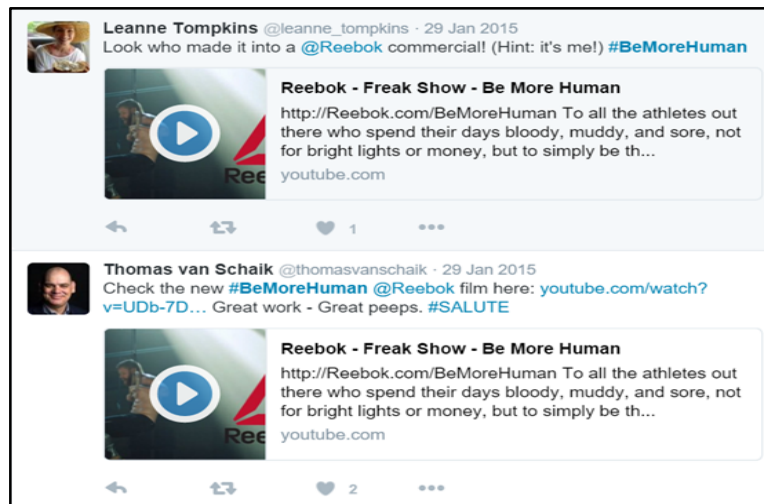 Leanne Tompkins @leanne_tompkins · 29 Jan 2015
Look who made it into a @Reebok commercial! (Hint: it's me!) #BeMoreHuman
Reebok - Freak Show - Be More Human
http://Reebok.com/BeMoreHuman To all the athletes out
there who spend their days bloody, muddy, and sore, not
for bright lights or money, but to simply be th...
youtube.com
Ree
1
Thomas van Schaik @thomasvanschaik · 29 Jan 2015
Check the new #BeMoreHuman @Reebok film here: youtube.com/watch?
v=UDb-7D... Great work - Great peeps. #SALUTE
Reebok - Freak Show - Be More Human
http://Reebok.com/BeMoreHuman To all the athletes out
there who spend their days bloody, muddy, and sore, not
for bright lights or money, but to simply be th...
youtube.com
Ree
2